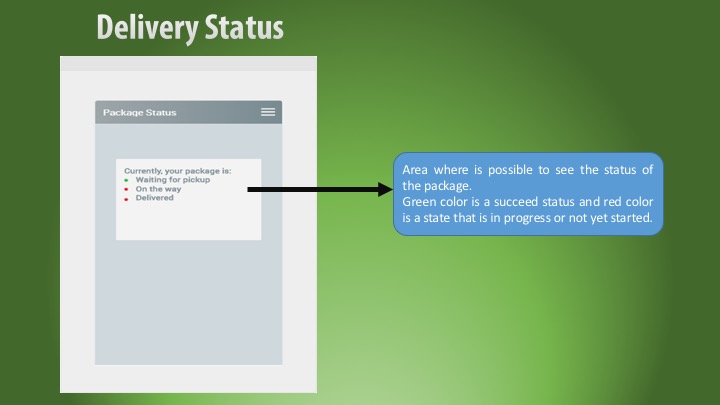 Delivery Status
Package Status
Currently, your package is:
Waiting for pickup
On the way
Delivered
Area where is possible to see the status of
the package.
Green color is a succeed status and red color
is a state that is in progress or not yet started.